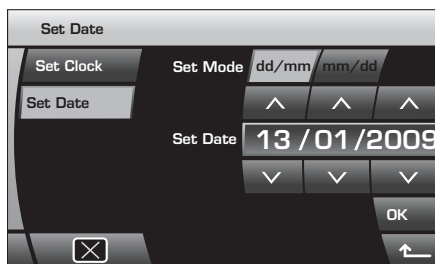 Set Date
Set Clock
Set Mode dd/mm mm/dd
Set Date
Set Date 13/01/2009
OK